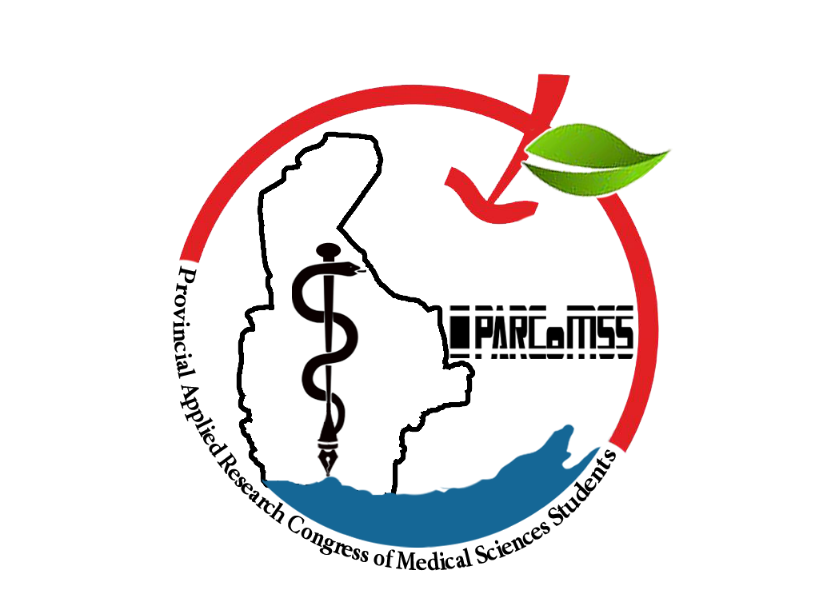 PARCoMSS
Provincial Applied Research Congress of Medical Sciences Students